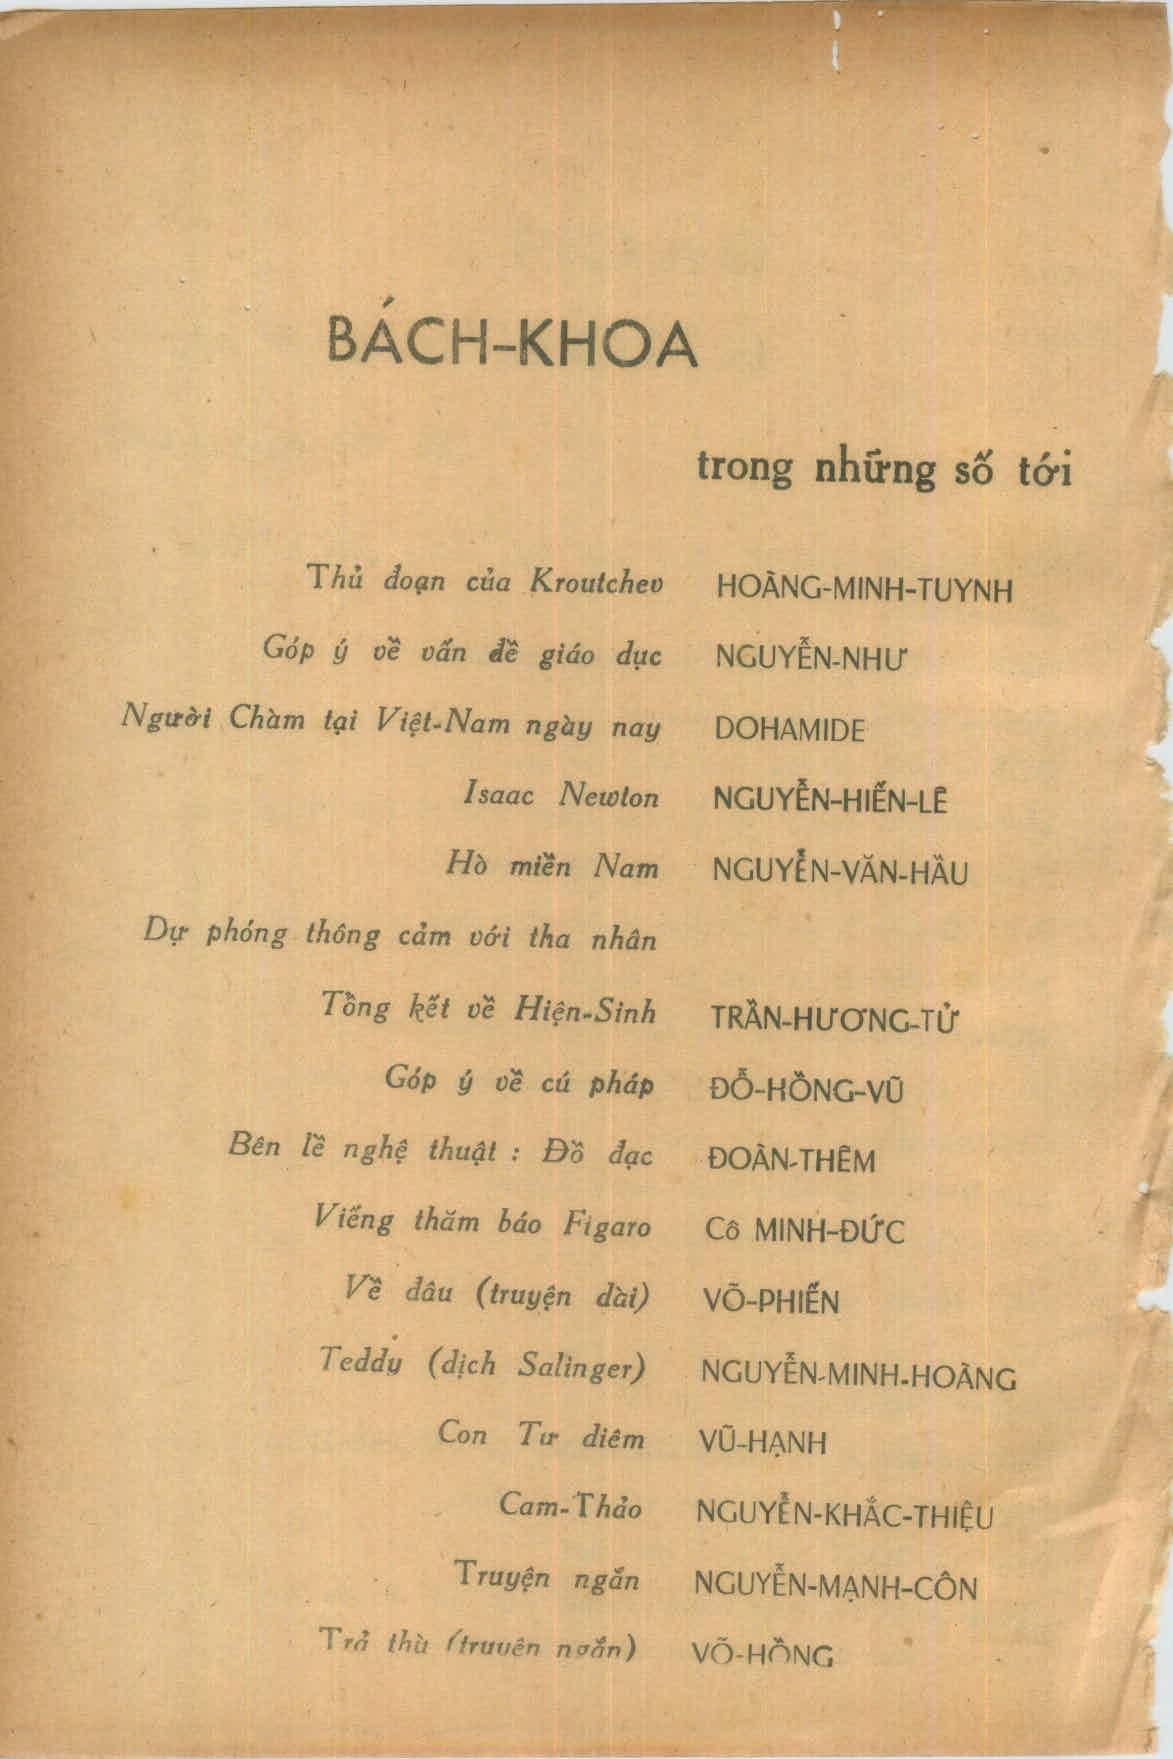 BÁCH-KHOA
trong những số tới
Thủ đoạn của Kroutchev HOÀNG-MINH-TUYNH
Góp ý về vấn đề giáo dục NGUYỄN-NHƯ
Người Chàm tại Việt-Nam ngày nay DOHAMIDE
Isaac Newton NGUYỄN-HIẾN-LÊ
Hò miền Nam NGUYỄN-VĂN-HẦU
Dự phóng thông cảm với tha nhân
Tổng kết về Hiện-Sinh TRẦN-HƯƠNG-TỬ
Góp ý về cú pháp ĐỖ-HỒNG-VŨ
Bên lề nghệ thuật : Đồ đạc ĐOÀN-THÊM
Viếng thăm báo Figaro Cô MINH-ĐỨC
Về đâu (truyện dài) VÕ-PHIẾN
Teddy (dịch Salinger) NGUYỄN-MINH-HOÀNG
Con Tư diêm VŨ-HẠNH
Cam-Thảo NGUYỄN-KHẮC-THIỆU
Truyện ngắn NGUYỄN-MẠNH-CÔN
Trả thù (truyện ngắn) VÕ-HỒNG